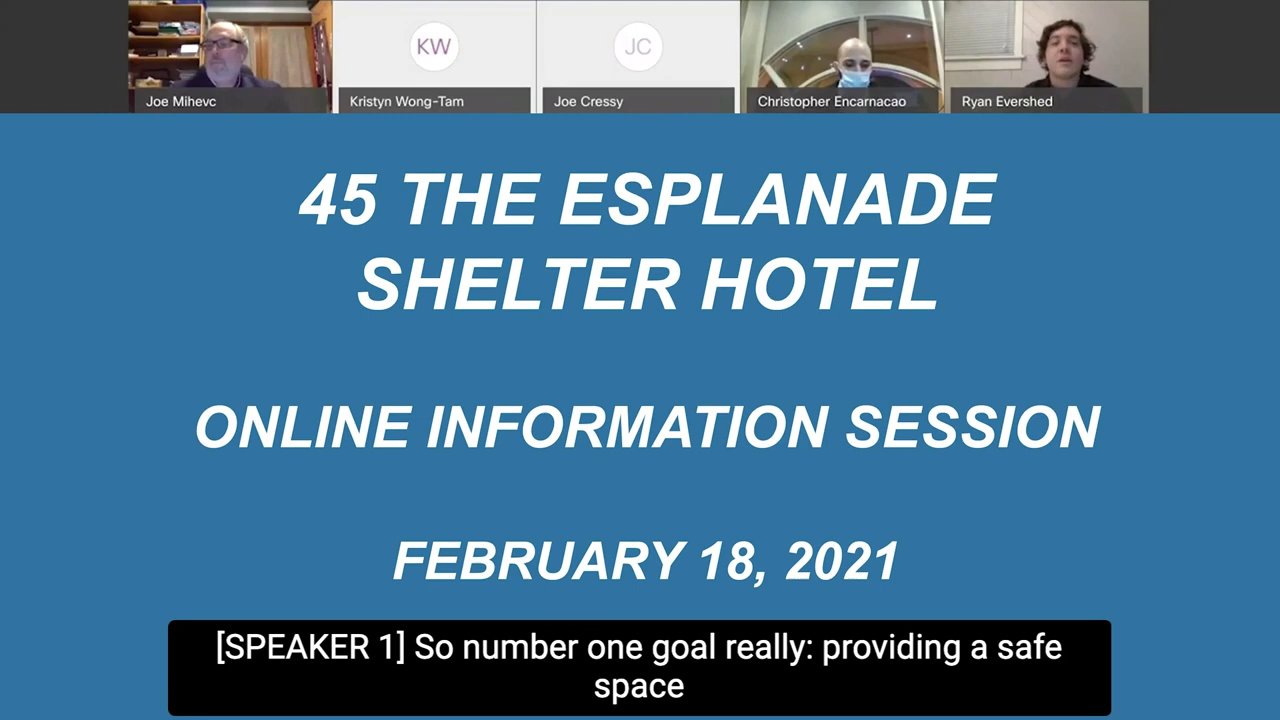 KW
JC
Joe Mihevc
Kristyn Wong-Tam
Joe Cressy
Christopher Encarnacao
Ryan Evershed
45 THE ESPLANADE
SHELTER HOTEL
ONLINE INFORMATION SESSION
FEBRUARY 18, 2021
[SPEAKER 1] So number one goal really: providing a safe
space